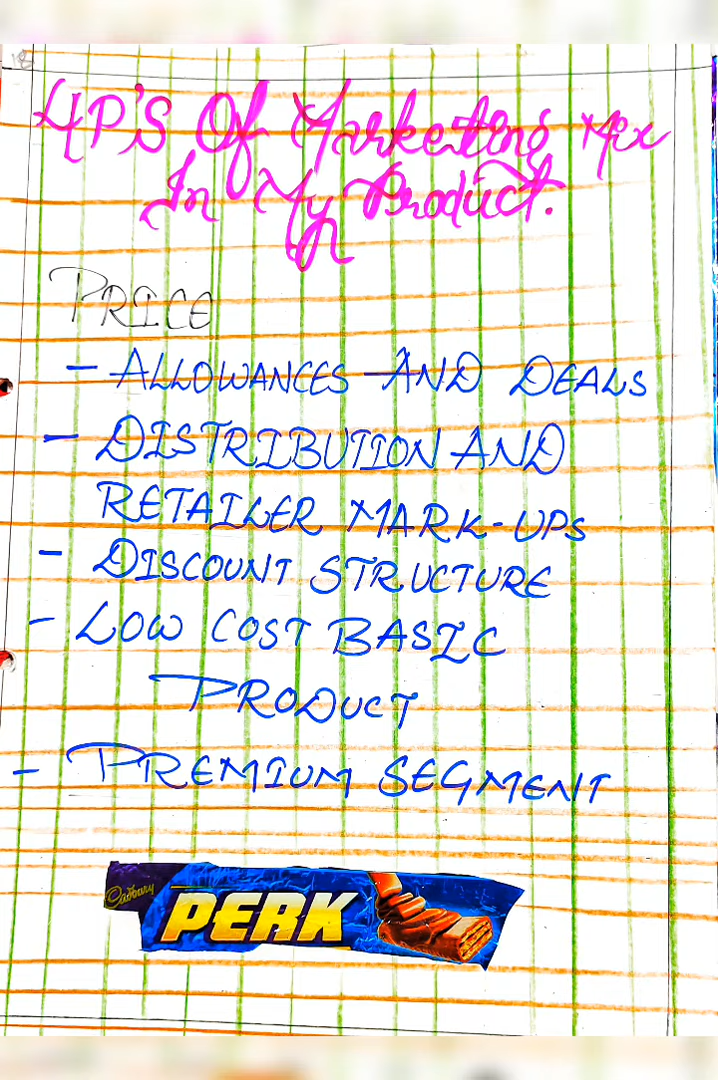 18
4P'S Of Marketing Mix
In My Product.
PRICE
- ALLOWANCES AND DEALS
- DISTRIBUTION AND
RETAILER MARK-UPS
- DISCOUNT STRUCTURE
- LOW COST BASIC
PRODUCT
- PREMIUM SEGMENT
Cadbury
PERK